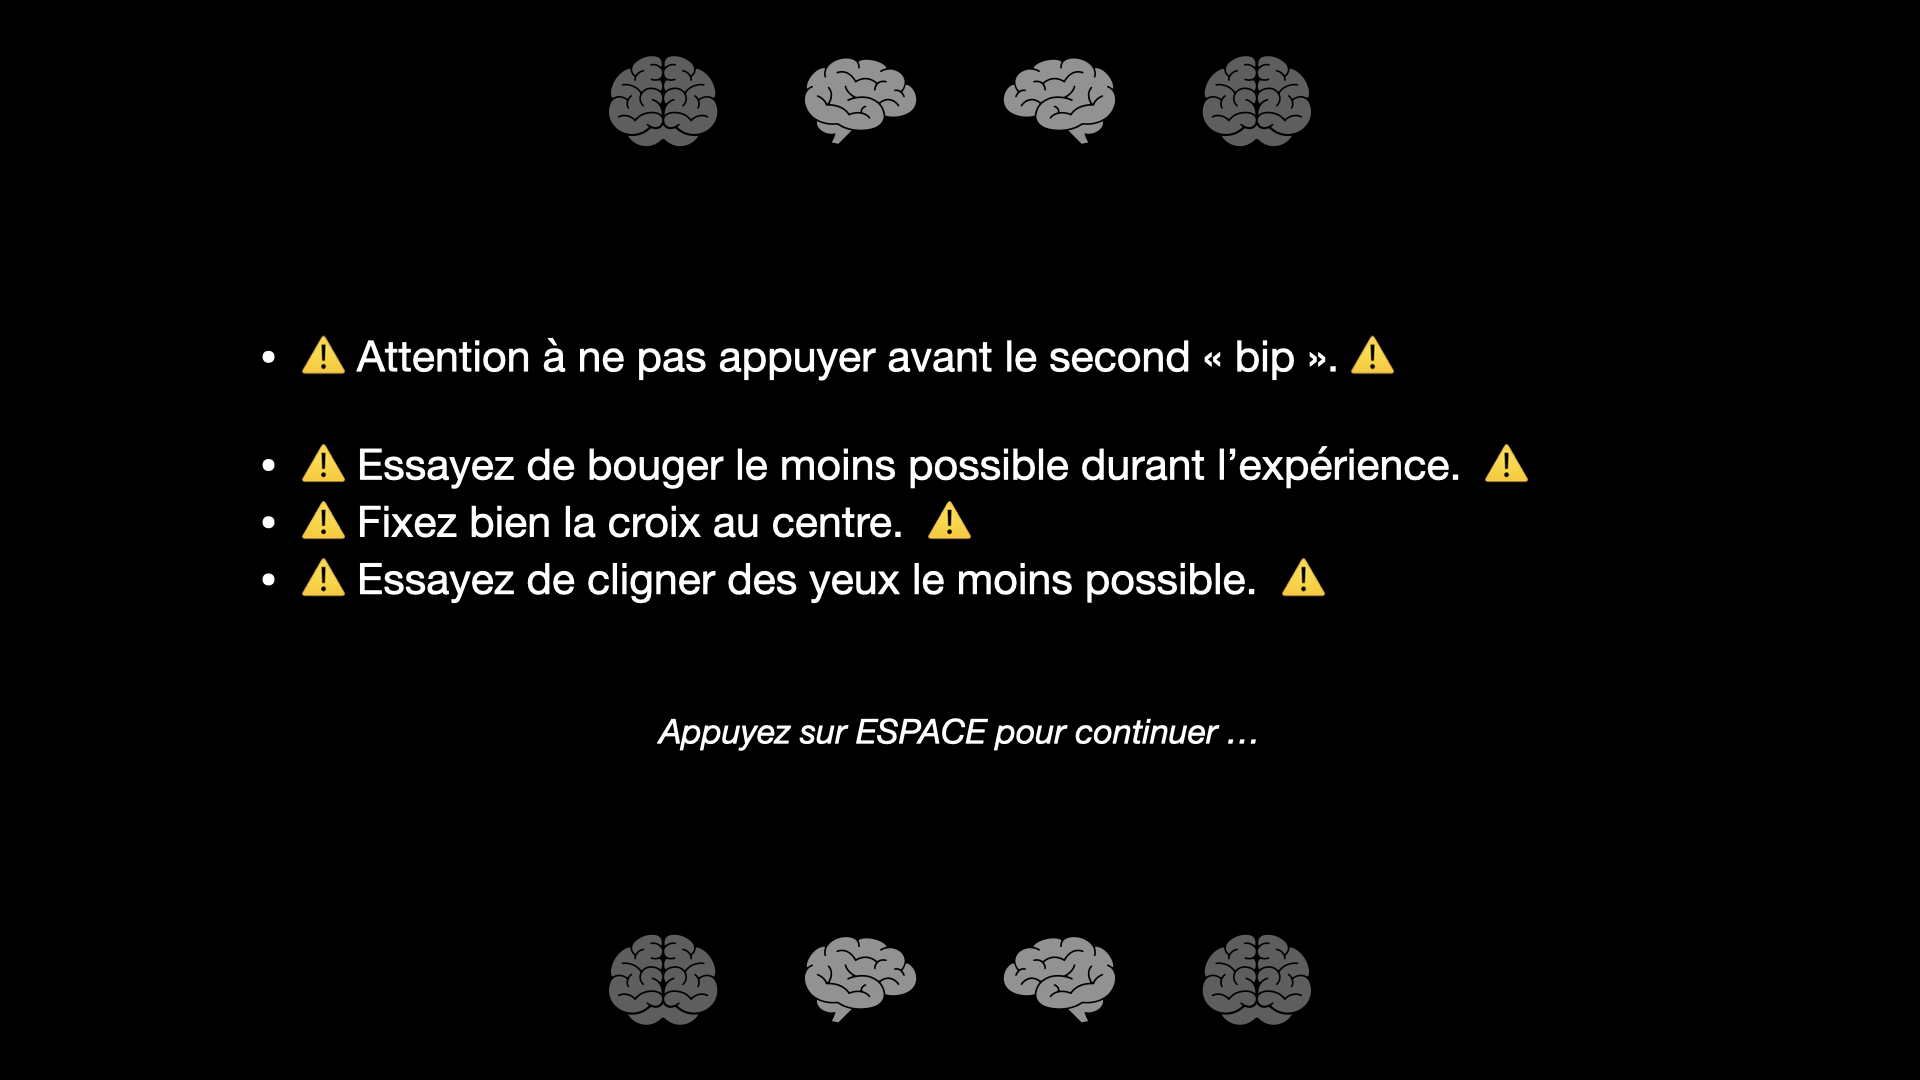 • ⚠️ Attention à ne pas appuyer avant le second « bip ». ⚠️
• ⚠️ Essayez de bouger le moins possible durant l’expérience. ⚠️
• ⚠️ Fixez bien la croix au centre. ⚠️
• ⚠️ Essayez de cligner des yeux le moins possible. ⚠️
Appuyez sur ESPACE pour continuer …